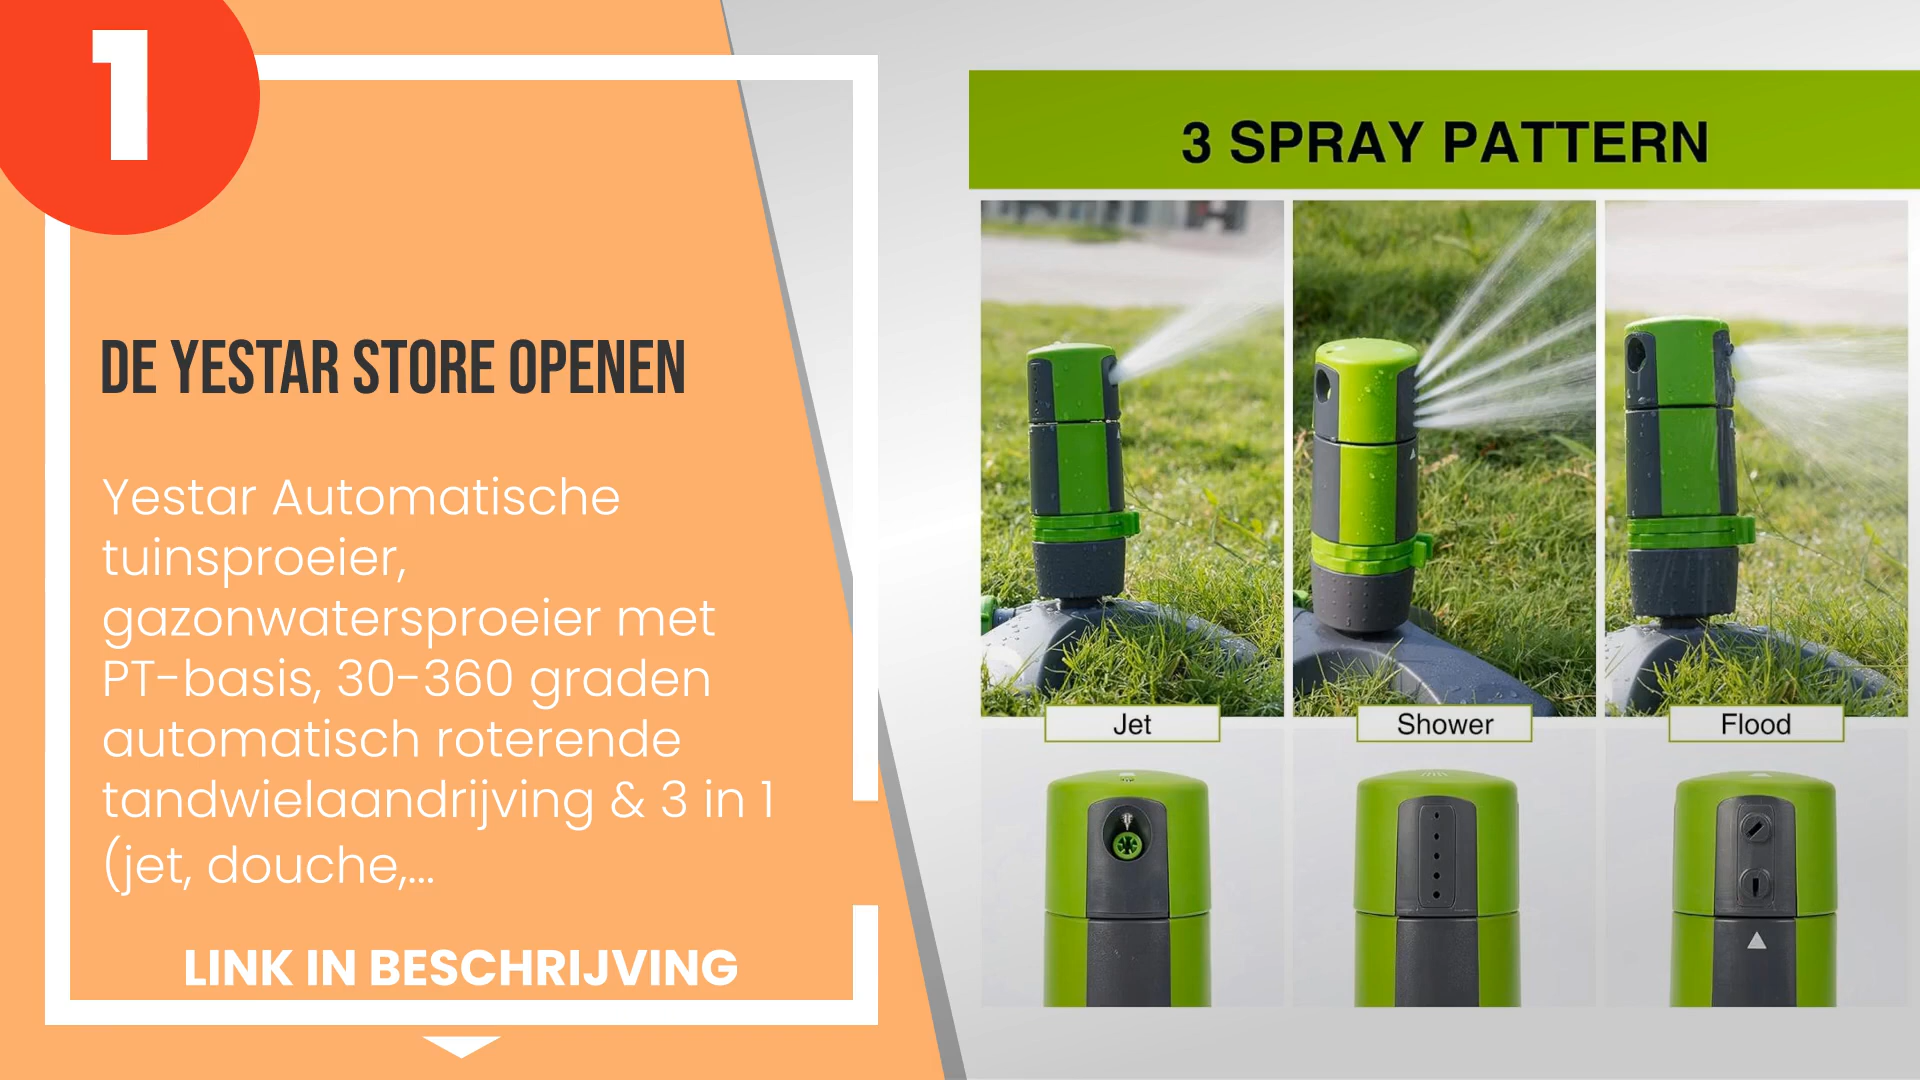 1
DE YESTAR STORE OPENEN
Yestar Automatische
tuinsproeier,
gazonwatersproeier met
PT-basis, 30-360 graden
automatisch roterende
tandwielaandrijving & 3 in 1
(jet, douche,...
LINK IN BESCHRIJVING
3 SPRAY PATTERN
Jet
Shower
Flood